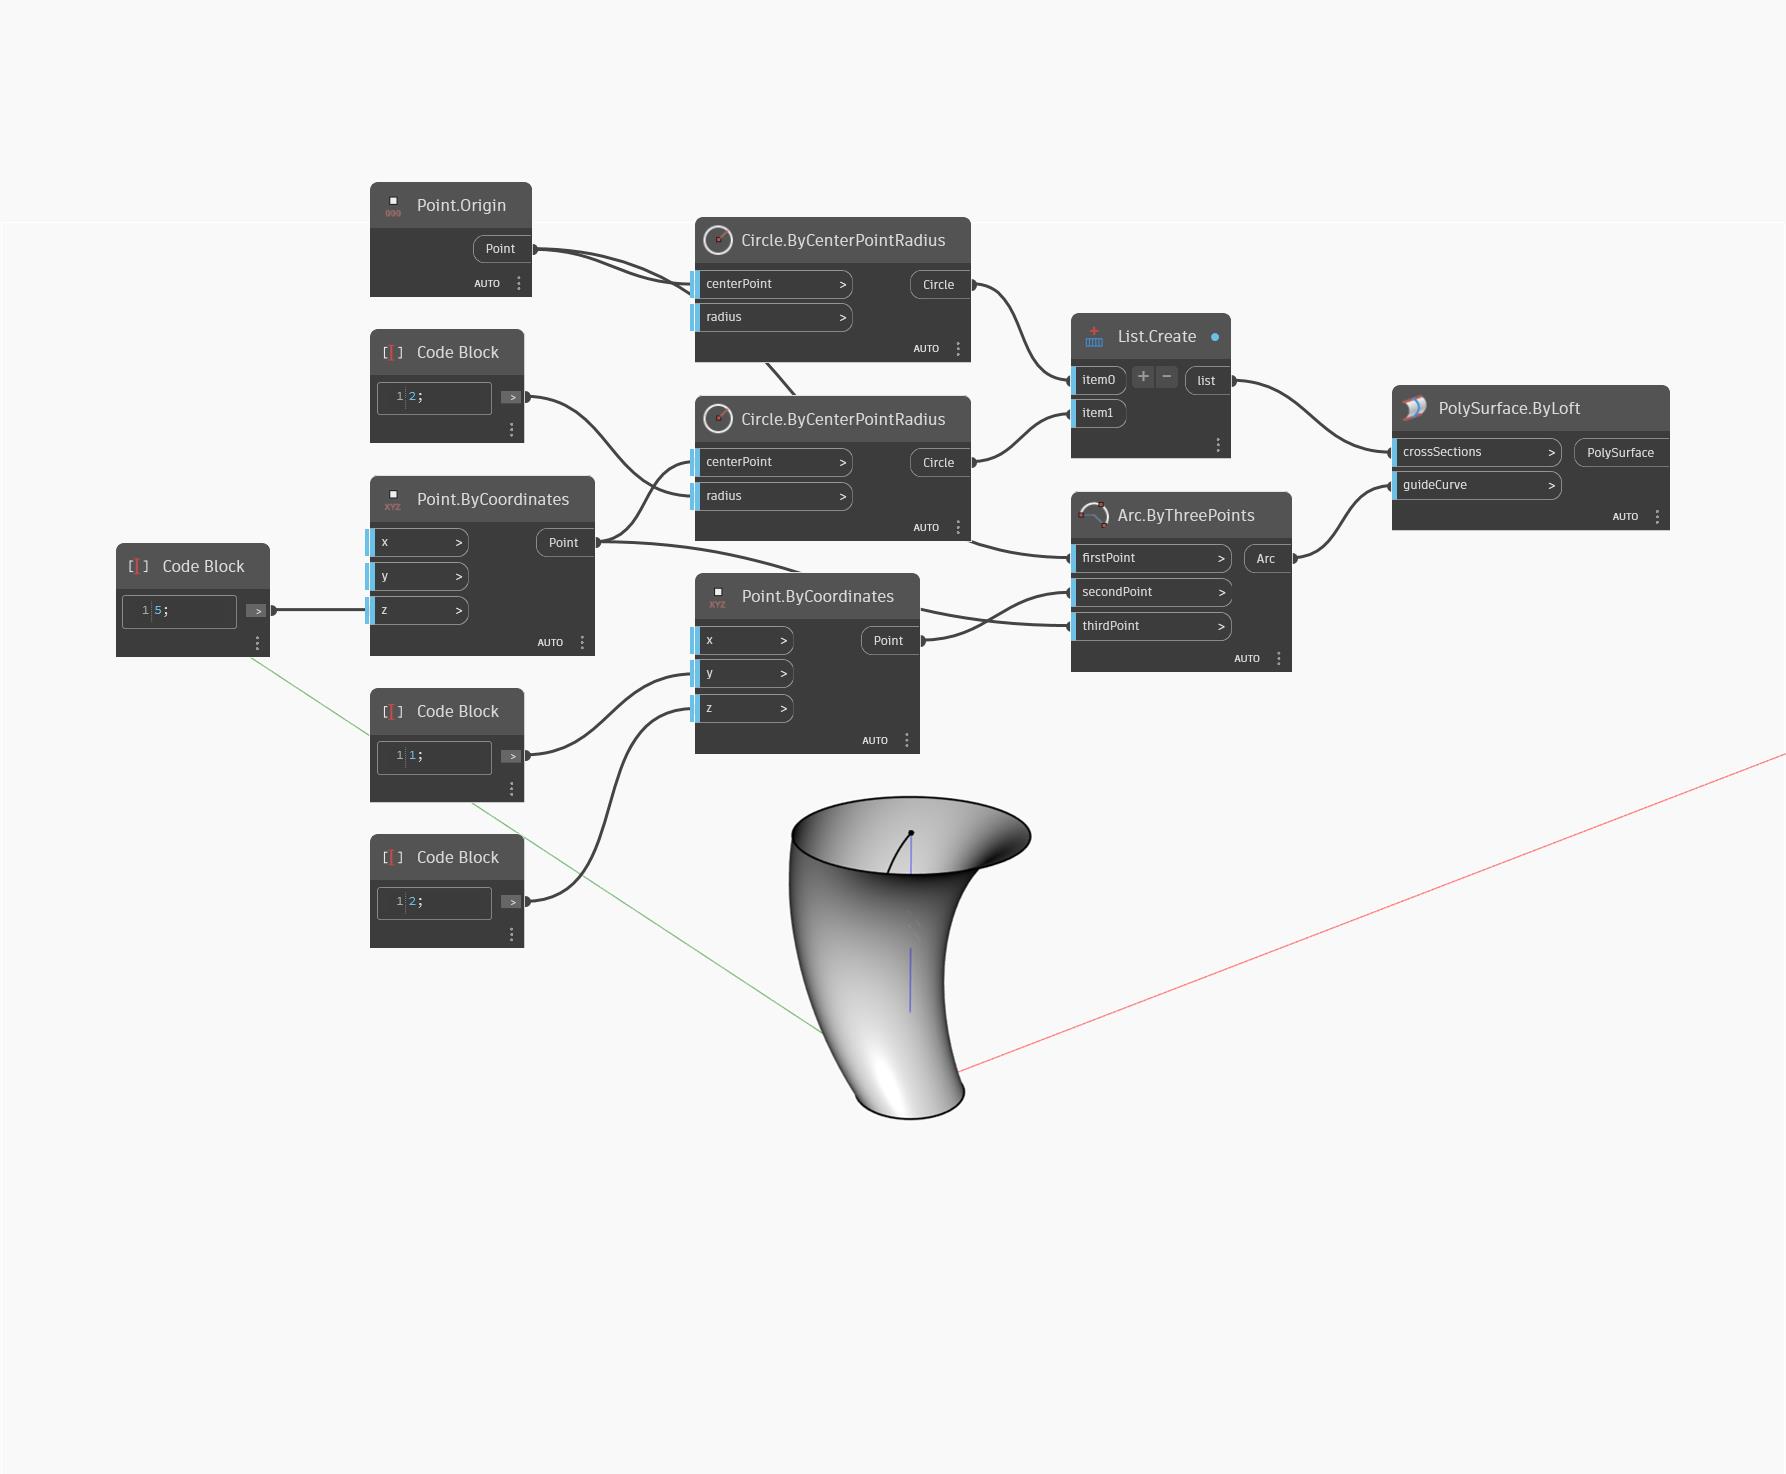 Point.Origin
Point
AUTO
Circle.ByCenterPointRadius
centerPoint >
Circle
radius >
AUTO
Code Block
1 2;
>
List.Create
item0
+ -
list
item1
Circle.ByCenterPointRadius
centerPoint >
Circle
radius >
AUTO
PolySurface.ByLoft
crossSections >
PolySurface
guideCurve >
AUTO
Point.ByCoordinates
XYZ
x >
Point
y >
z >
AUTO
Arc.ByThreePoints
firstPoint >
Arc
secondPoint >
thirdPoint >
AUTO
Code Block
1 5;
>
Point.ByCoordinates
XYZ
x >
Point
y >
z >
AUTO
Code Block
1 1;
>
Code Block
1 2;
>